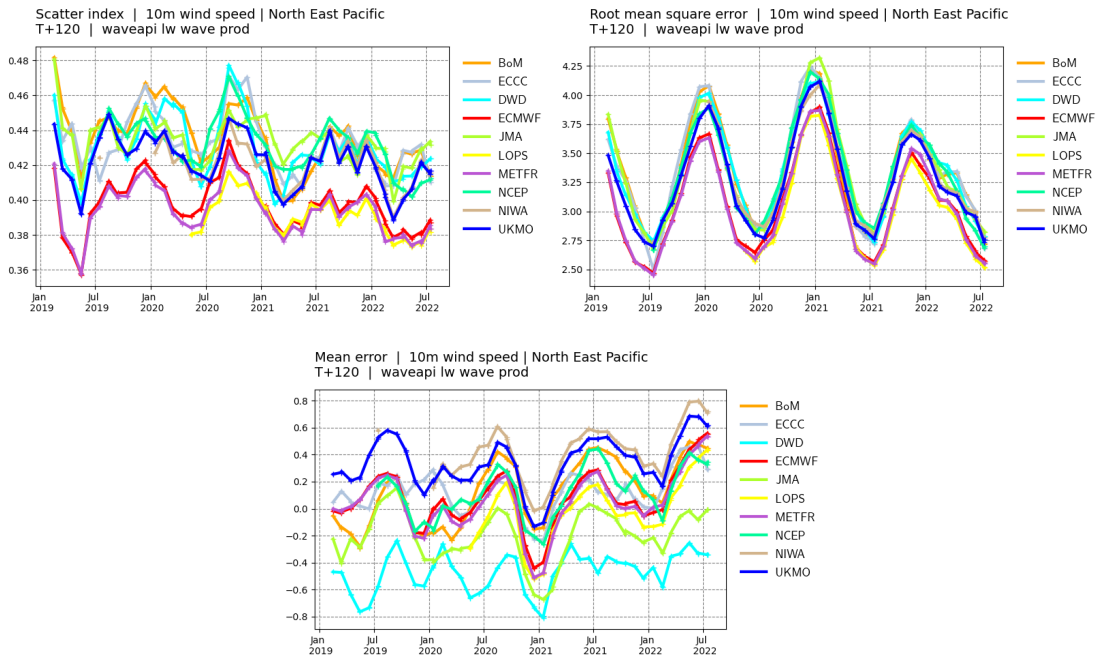 Scatter index | 10m wind speed | North East Pacific
T+120 | waveapi lw wave prod
0.48
0.46
0.44
0.42
0.40
0.38
0.36
Jan 2019
Jul 2019
Jan 2020
Jul 2020
Jan 2021
Jul 2021
Jan 2022
Jul 2022
BoM
ECCC
DWD
ECMWF
JMA
LOPS
METFR
NCEP
NIWA
UKMO
Root mean square error | 10m wind speed | North East Pacific
T+120 | waveapi lw wave prod
4.25
4.00
3.75
3.50
3.25
3.00
2.75
2.50
Jan 2019
Jul 2019
Jan 2020
Jul 2020
Jan 2021
Jul 2021
Jan 2022
Jul 2022
BoM
ECCC
DWD
ECMWF
JMA
LOPS
METFR
NCEP
NIWA
UKMO
Mean error | 10m wind speed | North East Pacific
T+120 | waveapi lw wave prod
0.8
0.6
0.4
0.2
0.0
−0.2
−0.4
−0.6
−0.8
Jan 2019
Jul 2019
Jan 2020
Jul 2020
Jan 2021
Jul 2021
Jan 2022
Jul 2022
BoM
ECCC
DWD
ECMWF
JMA
LOPS
METFR
NCEP
NIWA
UKMO